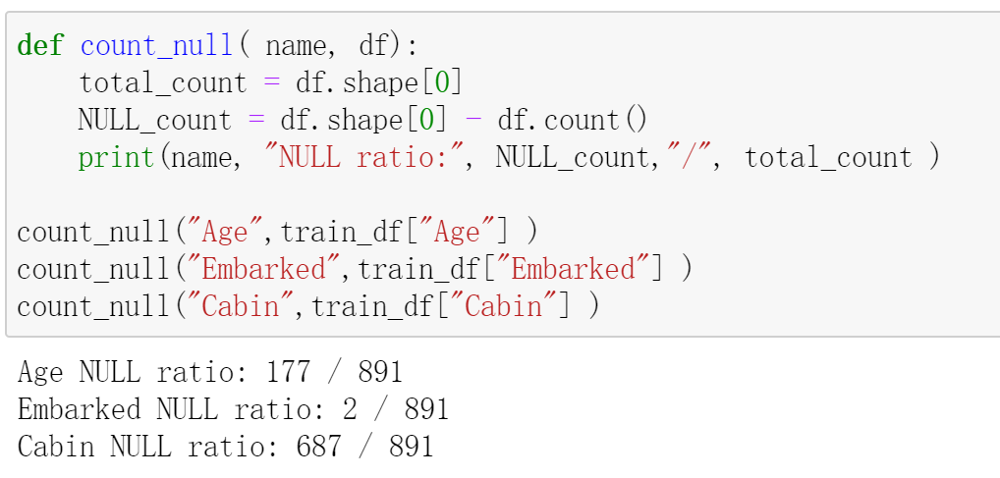 def count_null( name, df):
    total_count = df.shape[0]
    NULL_count = df.shape[0] - df.count()
    print(name, "NULL ratio:", NULL_count,"/", total_count )

count_null("Age",train_df["Age"] )
count_null("Embarked",train_df["Embarked"] )
count_null("Cabin",train_df["Cabin"] )
Age NULL ratio: 177 / 891
Embarked NULL ratio: 2 / 891
Cabin NULL ratio: 687 / 891